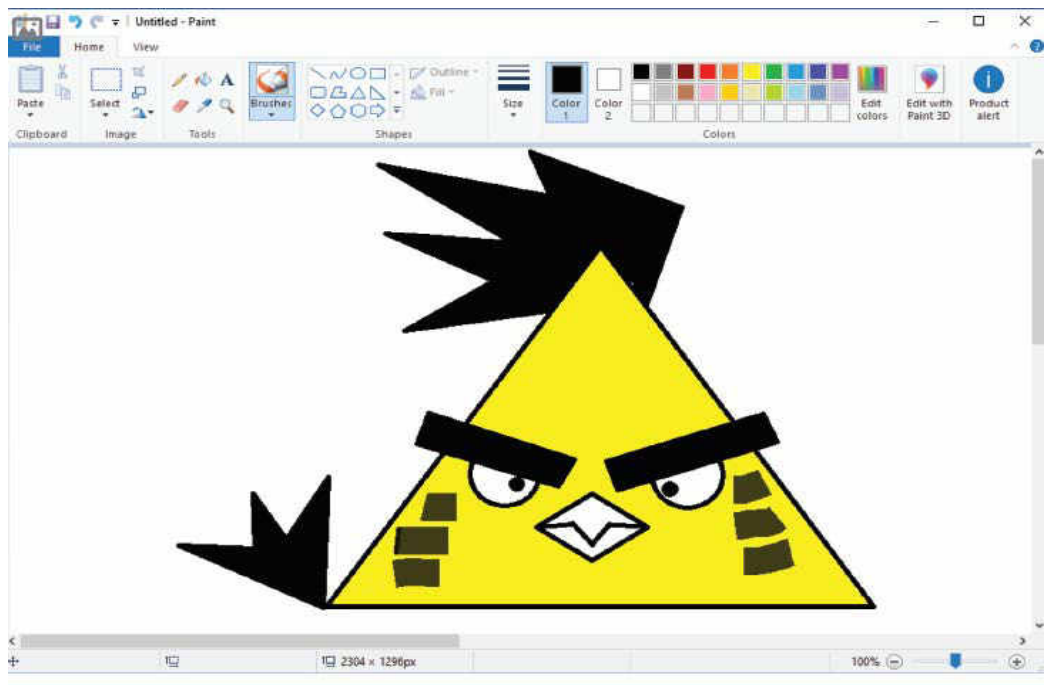 Untitled - Paint
File Home View
Paste Select Brushes Outline Fill Size Color 1 Color 2 Edit colors Edit with Paint 3D Product alert
Clipboard Image Tools Shapes Colors
2304 × 1296px 100%